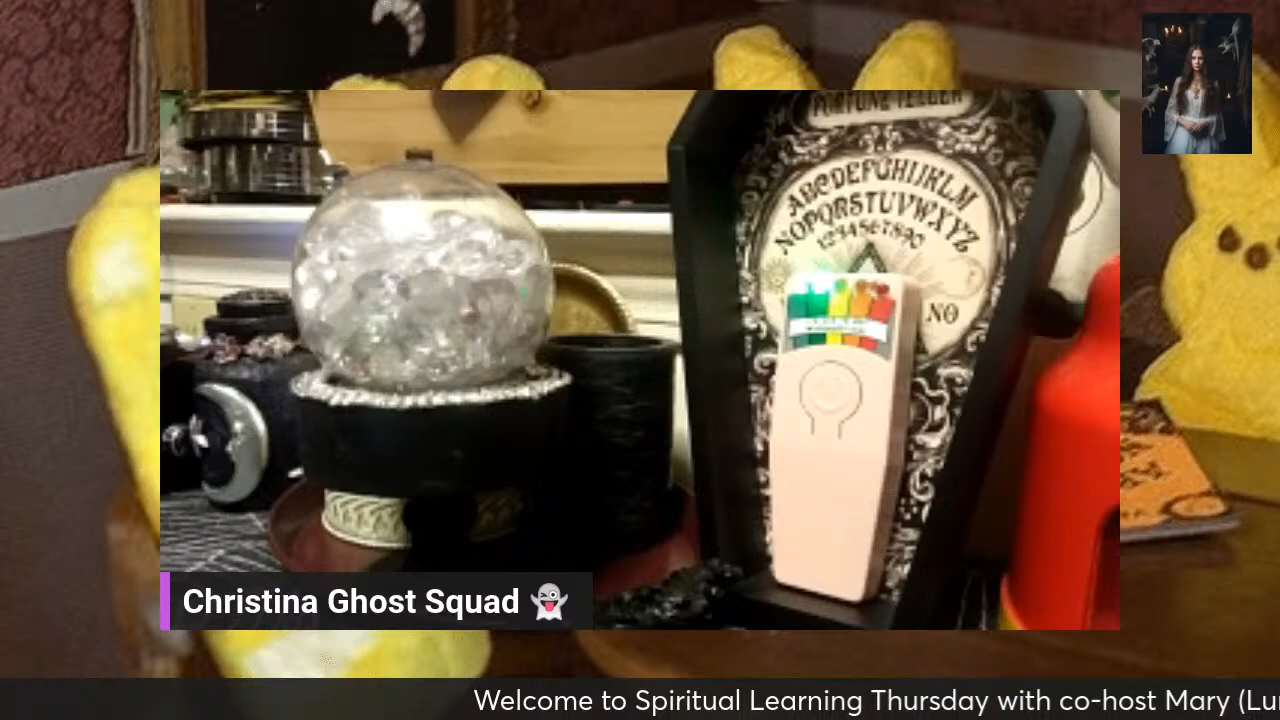 FORTUNE TELLER
ABCDEFGHIJKLM
NOPQRSTUVWXYZ
1234567890
NO
Christina Ghost Squad 👻
Welcome to Spiritual Learning Thursday with co-host Mary (Lu